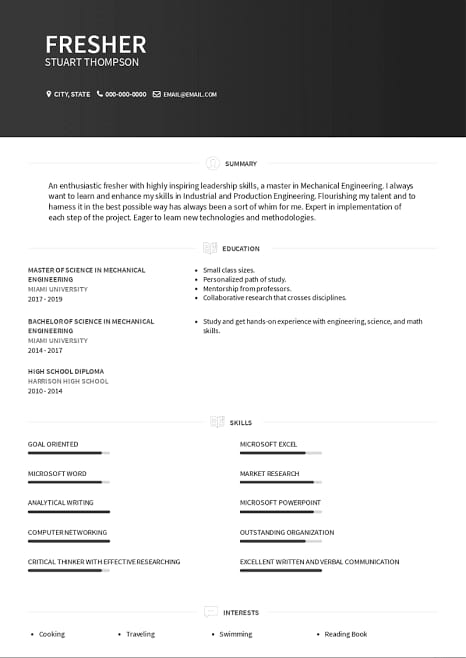 FRESHER
STUART THOMPSON
CITY, STATE 000-000-0000 EMAIL@EMAIL.COM
SUMMARY
An enthusiastic fresher with highly inspiring leadership skills, a master in Mechanical Engineering. I always
want to learn and enhance my skills in Industrial and Production Engineering. Flourishing my talent and to
harness it in the best possible way has always been a sort of whim for me. Expert in implementation of
each step of the project. Eager to learn new technologies and methodologies.
EDUCATION
MASTER OF SCIENCE IN MECHANICAL
ENGINEERING
MIAMI UNIVERSITY
2017 - 2019
• Small class sizes.
• Personalized path of study.
• Mentorship from professors.
• Collaborative research that crosses disciplines.
BACHELOR OF SCIENCE IN MECHANICAL
ENGINEERING
MIAMI UNIVERSITY
2014 - 2017
• Study and get hands-on experience with engineering, science, and math
skills.
HIGH SCHOOL DIPLOMA
HARRISON HIGH SCHOOL
2010 - 2014
SKILLS
GOAL ORIENTED
MICROSOFT EXCEL
MICROSOFT WORD
MARKET RESEARCH
ANALYTICAL WRITING
MICROSOFT POWERPOINT
COMPUTER NETWORKING
OUTSTANDING ORGANIZATION
CRITICAL THINKER WITH EFFECTIVE RESEARCHING
EXCELLENT WRITTEN AND VERBAL COMMUNICATION
INTERESTS
• Cooking • Traveling • Swimming • Reading Book